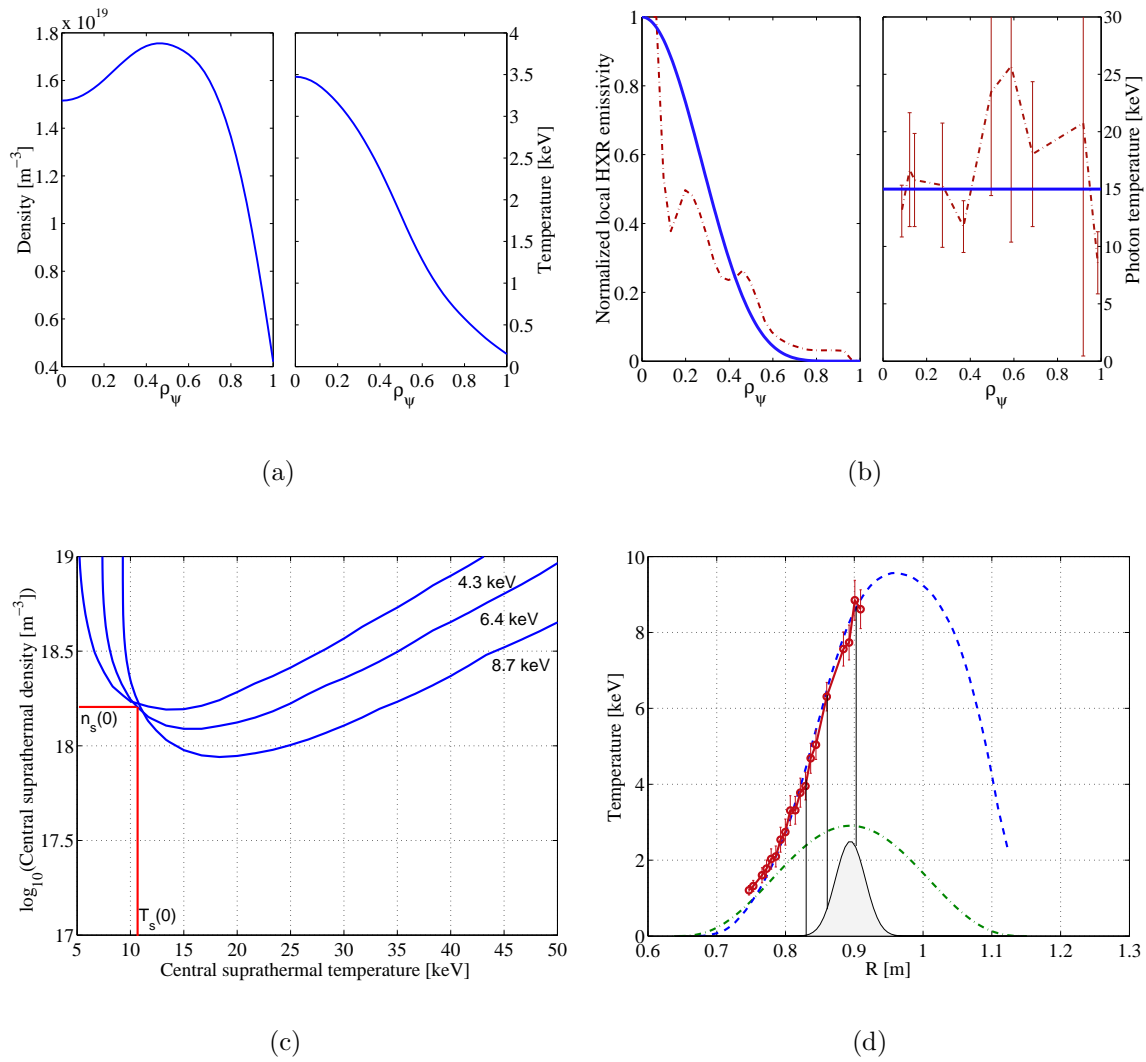 x 10¹⁹
1.8
1.6
1.4
1.2
1
0.8
0.6
0.4
Density [m⁻³]
0 0.2 0.4 0.6 0.8 1
ρ_ψ
4
3.5
3
2.5
2
1.5
1
0.5
0
Temperature [keV]
0 0.2 0.4 0.6 0.8 1
ρ_ψ
(a)
1
0.8
0.6
0.4
0.2
0
Normalized local HXR emissivity
0 0.2 0.4 0.6 0.8 1
ρ_ψ
30
25
20
15
10
5
0
Photon temperature [keV]
0 0.2 0.4 0.6 0.8 1
ρ_ψ
(b)
19
18.5
18
17.5
17
log₁₀(Central suprathermal density [m⁻³])
4.3 keV
6.4 keV
8.7 keV
n_s(0)
T_s(0)
5 10 15 20 25 30 35 40 45 50
Central suprathermal temperature [keV]
(c)
10
8
6
4
2
0
Temperature [keV]
0.6 0.7 0.8 0.9 1 1.1 1.2 1.3
R [m]
(d)